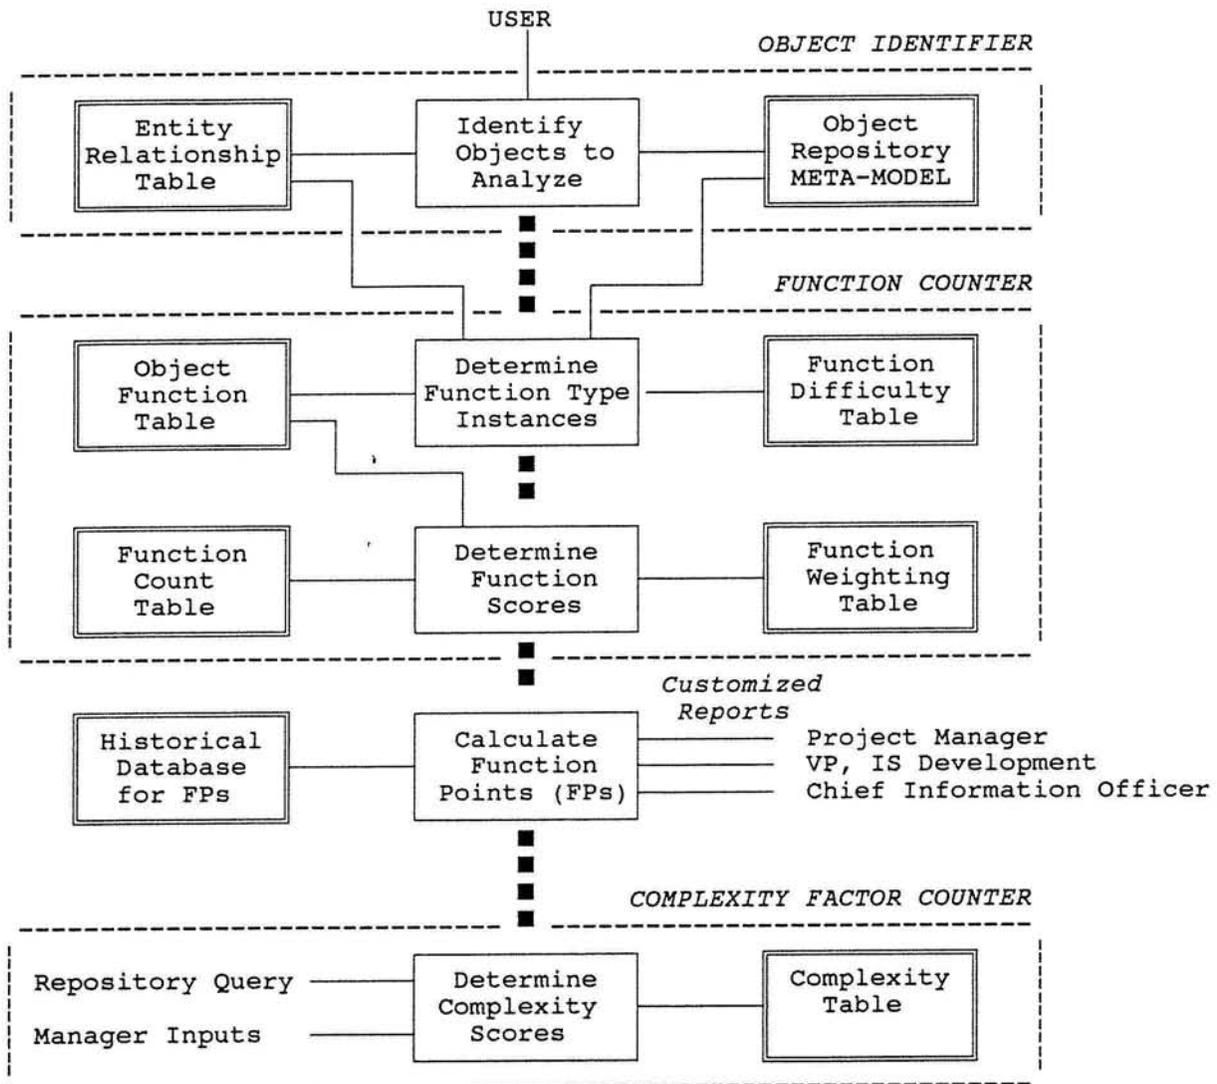 USER
OBJECT IDENTIFIER
Entity
Relationship
Table
Identify
Objects to
Analyze
Object
Repository
META-MODEL
FUNCTION COUNTER
Object
Function
Table
Determine
Function Type
Instances
Function
Difficulty
Table
Function
Count
Table
Determine
Function
Scores
Function
Weighting
Table
Customized
Reports
Historical
Database
for FPs
Calculate
Function
Points (FPs)
Project Manager
VP, IS Development
Chief Information Officer
COMPLEXITY FACTOR COUNTER
Repository Query
Manager Inputs
Determine
Complexity
Scores
Complexity
Table